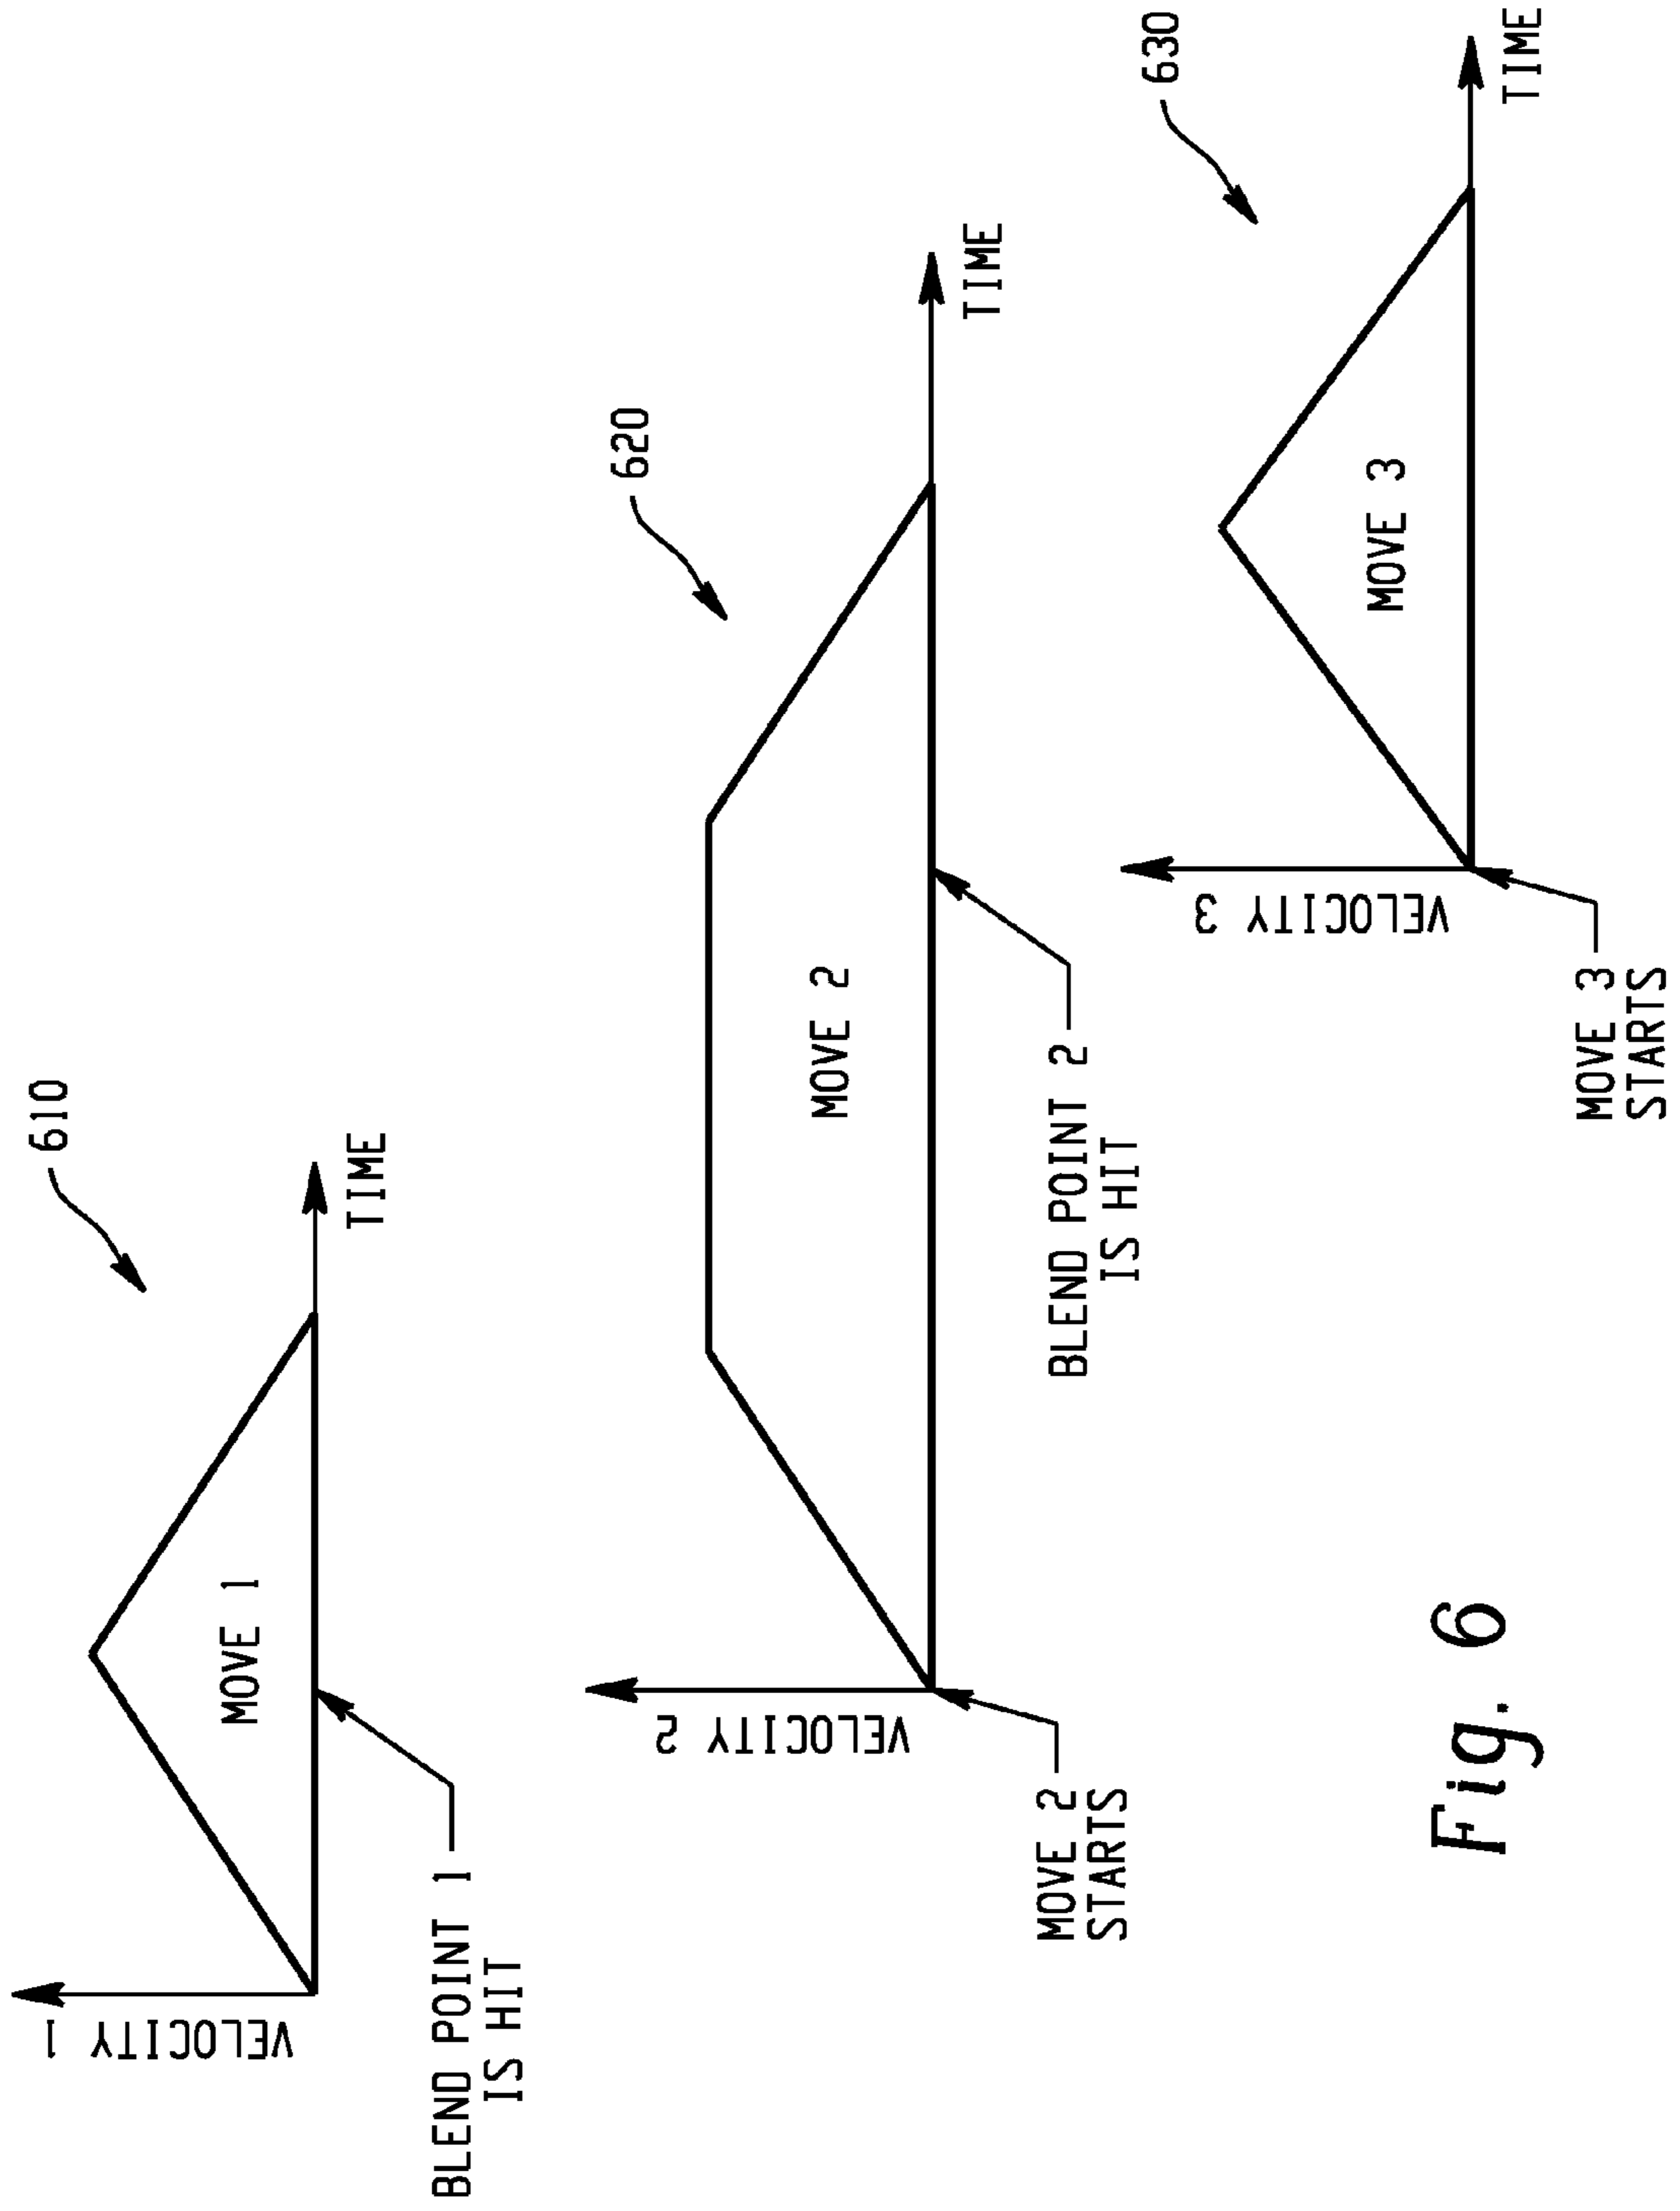 610
VELOCITY 1
MOVE 1
TIME
BLEND POINT 1
IS HIT
620
VELOCITY 2
MOVE 2
TIME
MOVE 2
STARTS
BLEND POINT 2
IS HIT
630
VELOCITY 3
MOVE 3
TIME
MOVE 3
STARTS
Fig. 6